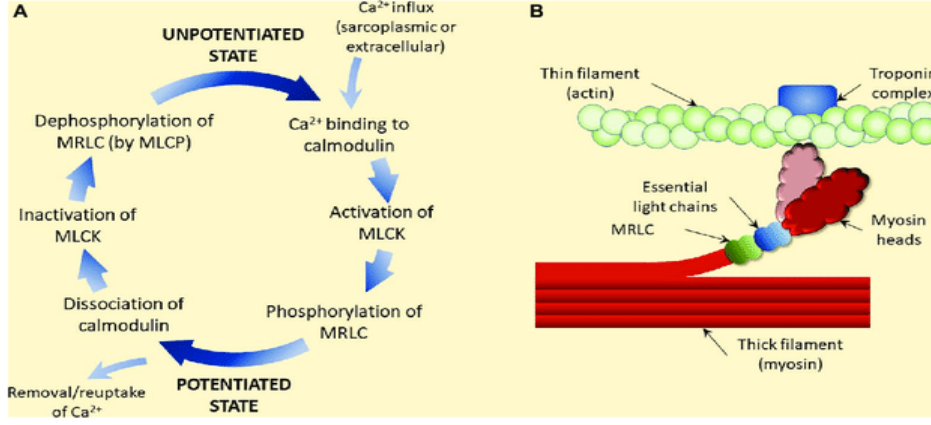 A
Ca²⁺ influx
(sarcoplasmic or
extracellular)
UNPOTENTIATED
STATE
Dephosphorylation of
MRLC (by MLCP)
Ca²⁺ binding to
calmodulin
Inactivation of
MLCK
Activation of
MLCK
Dissociation of
calmodulin
Phosphorylation of
MRLC
POTENTIATED
STATE
Removal/reuptake
of Ca²⁺
B
Thin filament
(actin)
Troponin
complex
Essential
light chains
MRLC
Myosin
heads
Thick filament
(myosin)